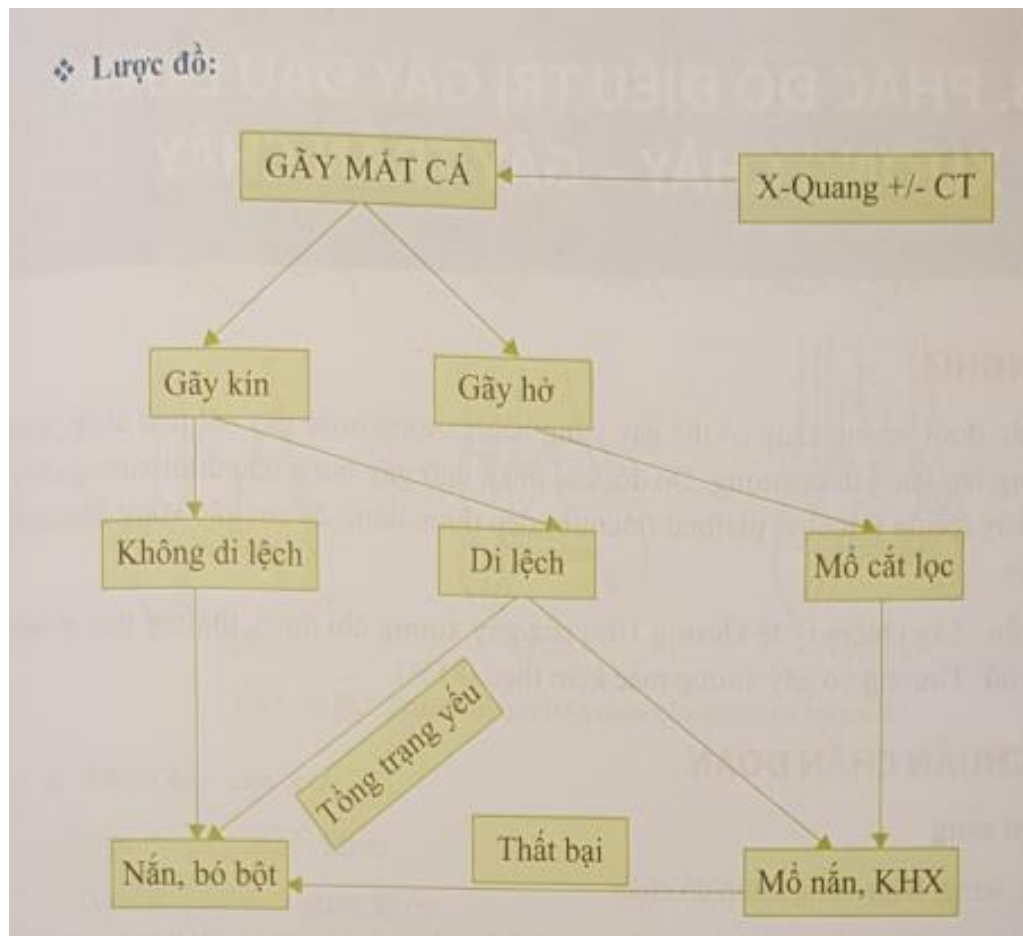 ❖ Lược đồ:
GÃY MẮT CÁ
X-Quang +/- CT
Gãy kín
Gãy hở
Không di lệch
Di lệch
Mổ cắt lọc
Tổng trạng yếu
Thất bại
Nắn, bó bột
Mổ nắn, KHX